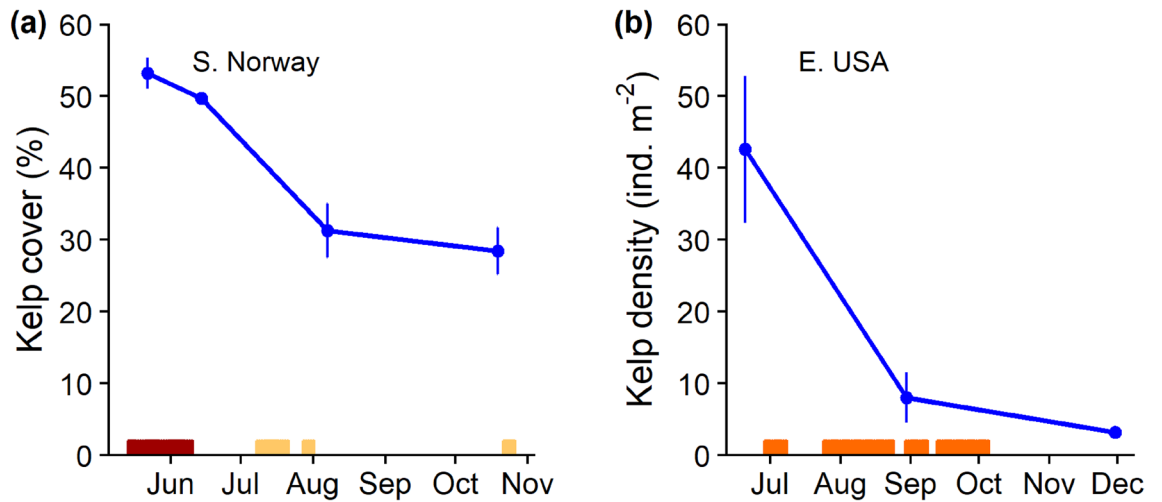 (a)
S. Norway
Kelp cover (%)
60
50
40
30
20
10
0
Jun Jul Aug Sep Oct Nov
(b)
E. USA
Kelp density (ind. m⁻²)
60
50
40
30
20
10
0
Jul Aug Sep Oct Nov Dec